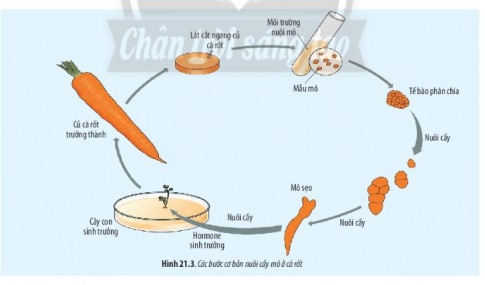 Chân trời sáng tạo
Môi trường
nuôi mô
Lát cắt ngang củ
cà rốt
Mẫu mô
Tế bào phân chia
Củ cà rốt
trưởng thành
Nuôi cấy
Mô sẹo
Nuôi cấy
Nuôi cấy
Cây con
sinh trưởng
Hormone
sinh trưởng
Hình 21.3. Các bước cơ bản nuôi cấy mô ở cà rốt